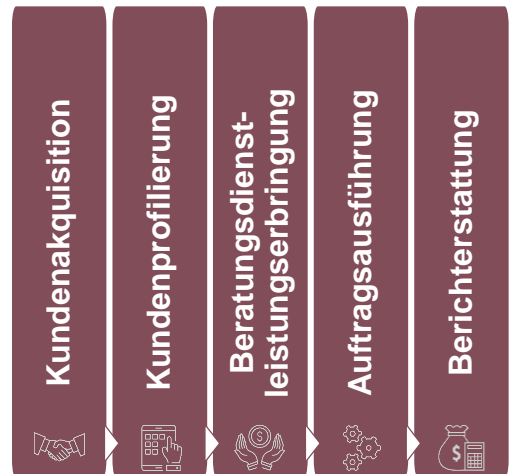 Kundenakquisition
Kundenprofilierung
Beratungsdienst-
leistungserbringung
Auftragsausführung
Berichterstattung
$
$